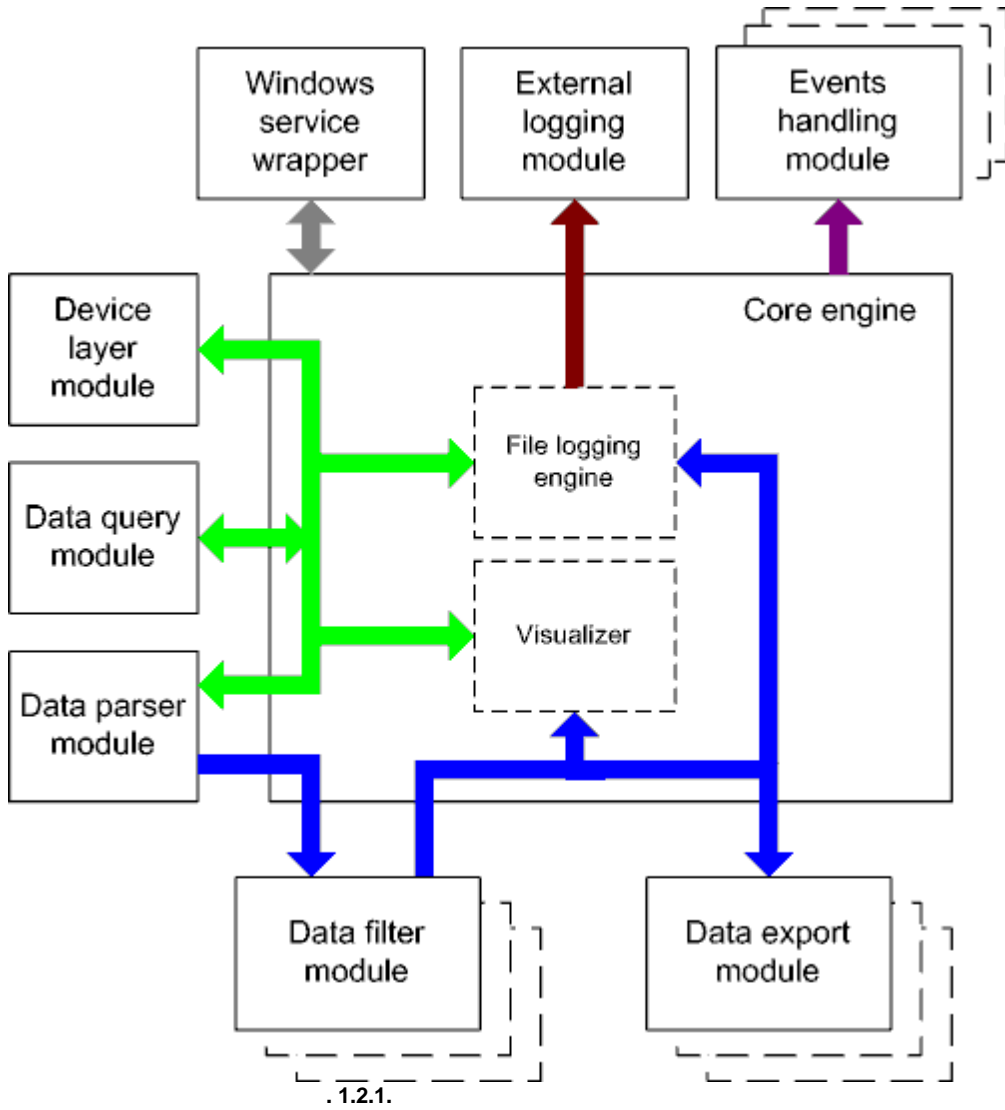 Windows
service
wrapper
External
logging
module
Events
handling
module
Device
layer
module
Core engine
File logging
engine
Data query
module
Visualizer
Data parser
module
Data filter
module
Data export
module
. 1.2.1.